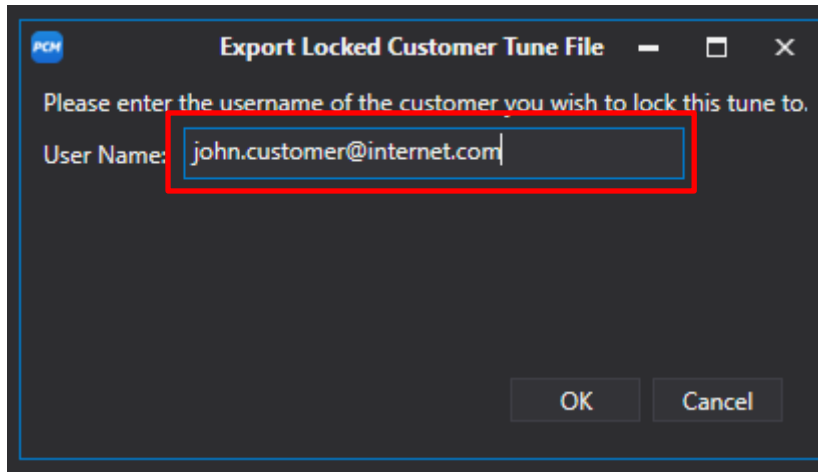 PCM Export Locked Customer Tune File
Please enter the username of the customer you wish to lock this tune to.
User Name: john.customer@internet.com
OK Cancel